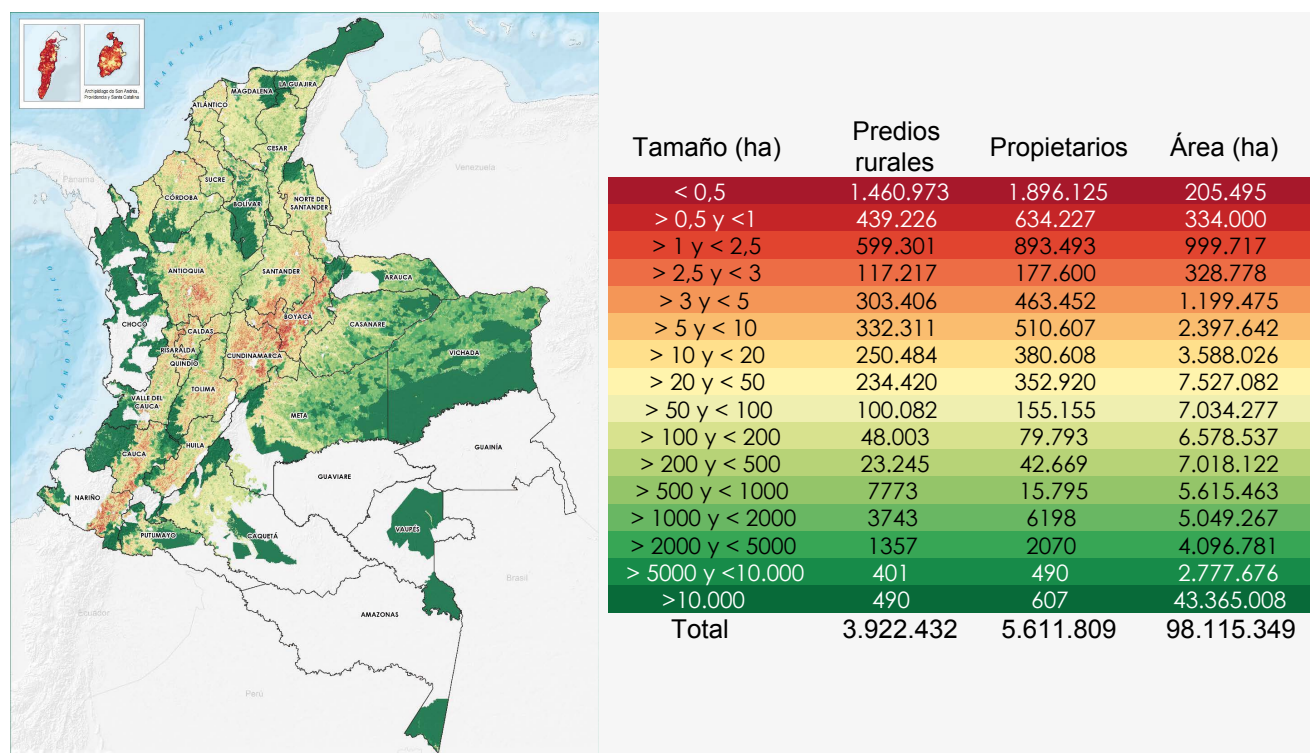 Archipiélago de San Andrés,
Providencia y Santa Catalina
MAR CARIBE
OCÉANO PACÍFICO
Aruba
Panamá
Venezuela
Brasil
Ecuador
Perú
LA GUAJIRA
MAGDALENA
ATLÁNTICO
CESAR
SUCRE
CÓRDOBA
BOLÍVAR
NORTE DE
SANTANDER
ANTIOQUIA
SANTANDER
ARAUCA
CHOCÓ
BOYACÁ
CALDAS
CASANARE
RISARALDA
QUINDÍO
CUNDINAMARCA
VICHADA
TOLIMA
VALLE DEL
CAUCA
META
HUILA
CAUCA
GUAINÍA
GUAVIARE
NARIÑO
VAUPÉS
CAQUETÁ
PUTUMAYO
AMAZONAS
Tamaño (ha) Predios rurales Propietarios Área (ha)
< 0,5 1.460.973 1.896.125 205.495
> 0,5 y <1 439.226 634.227 334.000
> 1 y < 2,5 599.301 893.493 999.717
> 2,5 y < 3 117.217 177.600 328.778
> 3 y < 5 303.406 463.452 1.199.475
> 5 y < 10 332.311 510.607 2.397.642
> 10 y < 20 250.484 380.608 3.588.026
> 20 y < 50 234.420 352.920 7.527.082
> 50 y < 100 100.082 155.155 7.034.277
> 100 y < 200 48.003 79.793 6.578.537
> 200 y < 500 23.245 42.669 7.018.122
> 500 y < 1000 7773 15.795 5.615.463
> 1000 y < 2000 3743 6198 5.049.267
> 2000 y < 5000 1357 2070 4.096.781
> 5000 y <10.000 401 490 2.777.676
>10.000 490 607 43.365.008
Total 3.922.432 5.611.809 98.115.349